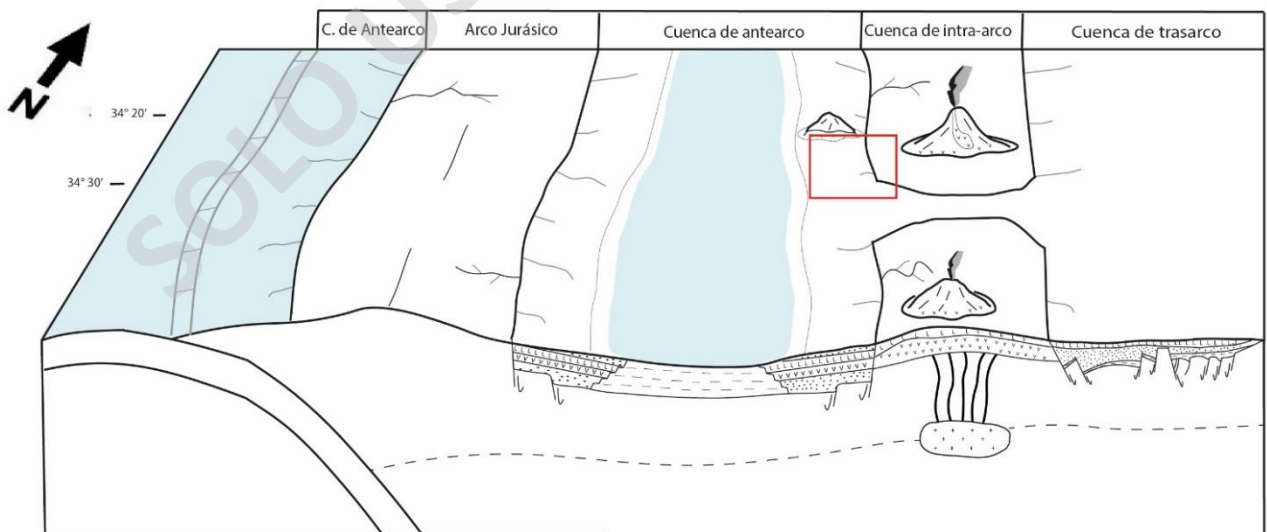 C. de Antearco
Arco Jurásico
Cuenca de antearco
Cuenca de intra-arco
Cuenca de trasarco
N
34° 20'
34° 30'
SOLO US